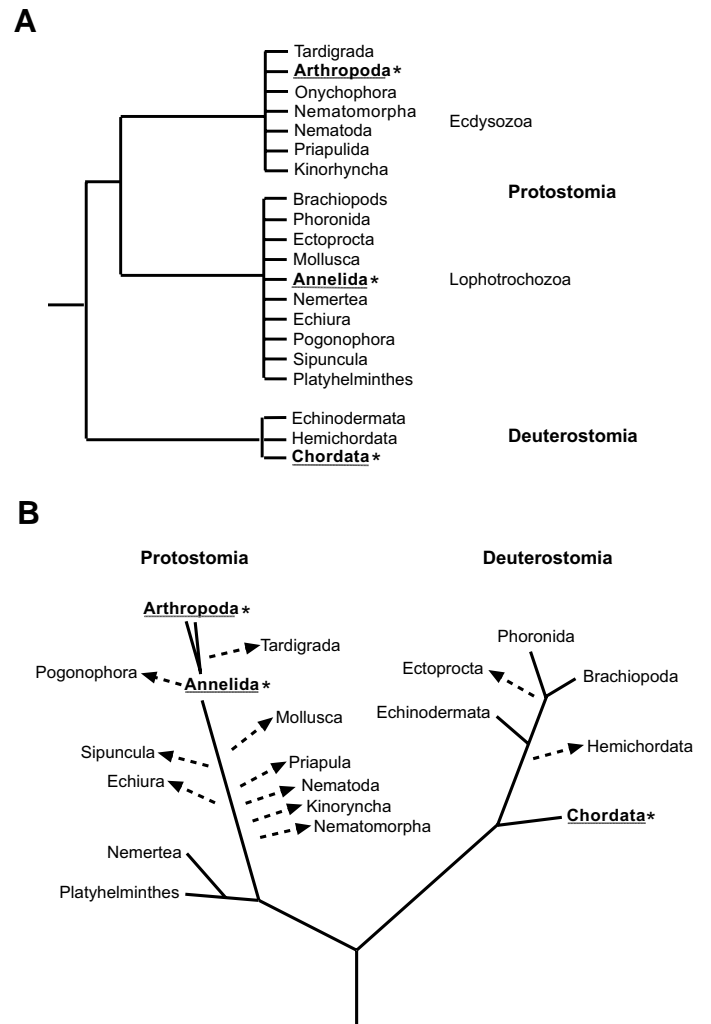 A
Tardigrada
Arthropoda*
Onychophora
Nematomorpha
Nematoda
Priapulida
Kinorhyncha
Ecdysozoa
Protostomia
Brachiopods
Phoronida
Ectoprocta
Mollusca
Annelida*
Nemertea
Echiura
Pogonophora
Sipuncula
Platyhelminthes
Lophotrochozoa
Echinodermata
Hemichordata
Chordata*
Deuterostomia
B
Protostomia
Arthropoda*
Tardigrada
Pogonophora
Annelida*
Mollusca
Sipuncula
Priapula
Echiura
Nematoda
Kinoryncha
Nematomorpha
Nemertea
Platyhelminthes
Deuterostomia
Phoronida
Ectoprocta
Brachiopoda
Echinodermata
Hemichordata
Chordata*